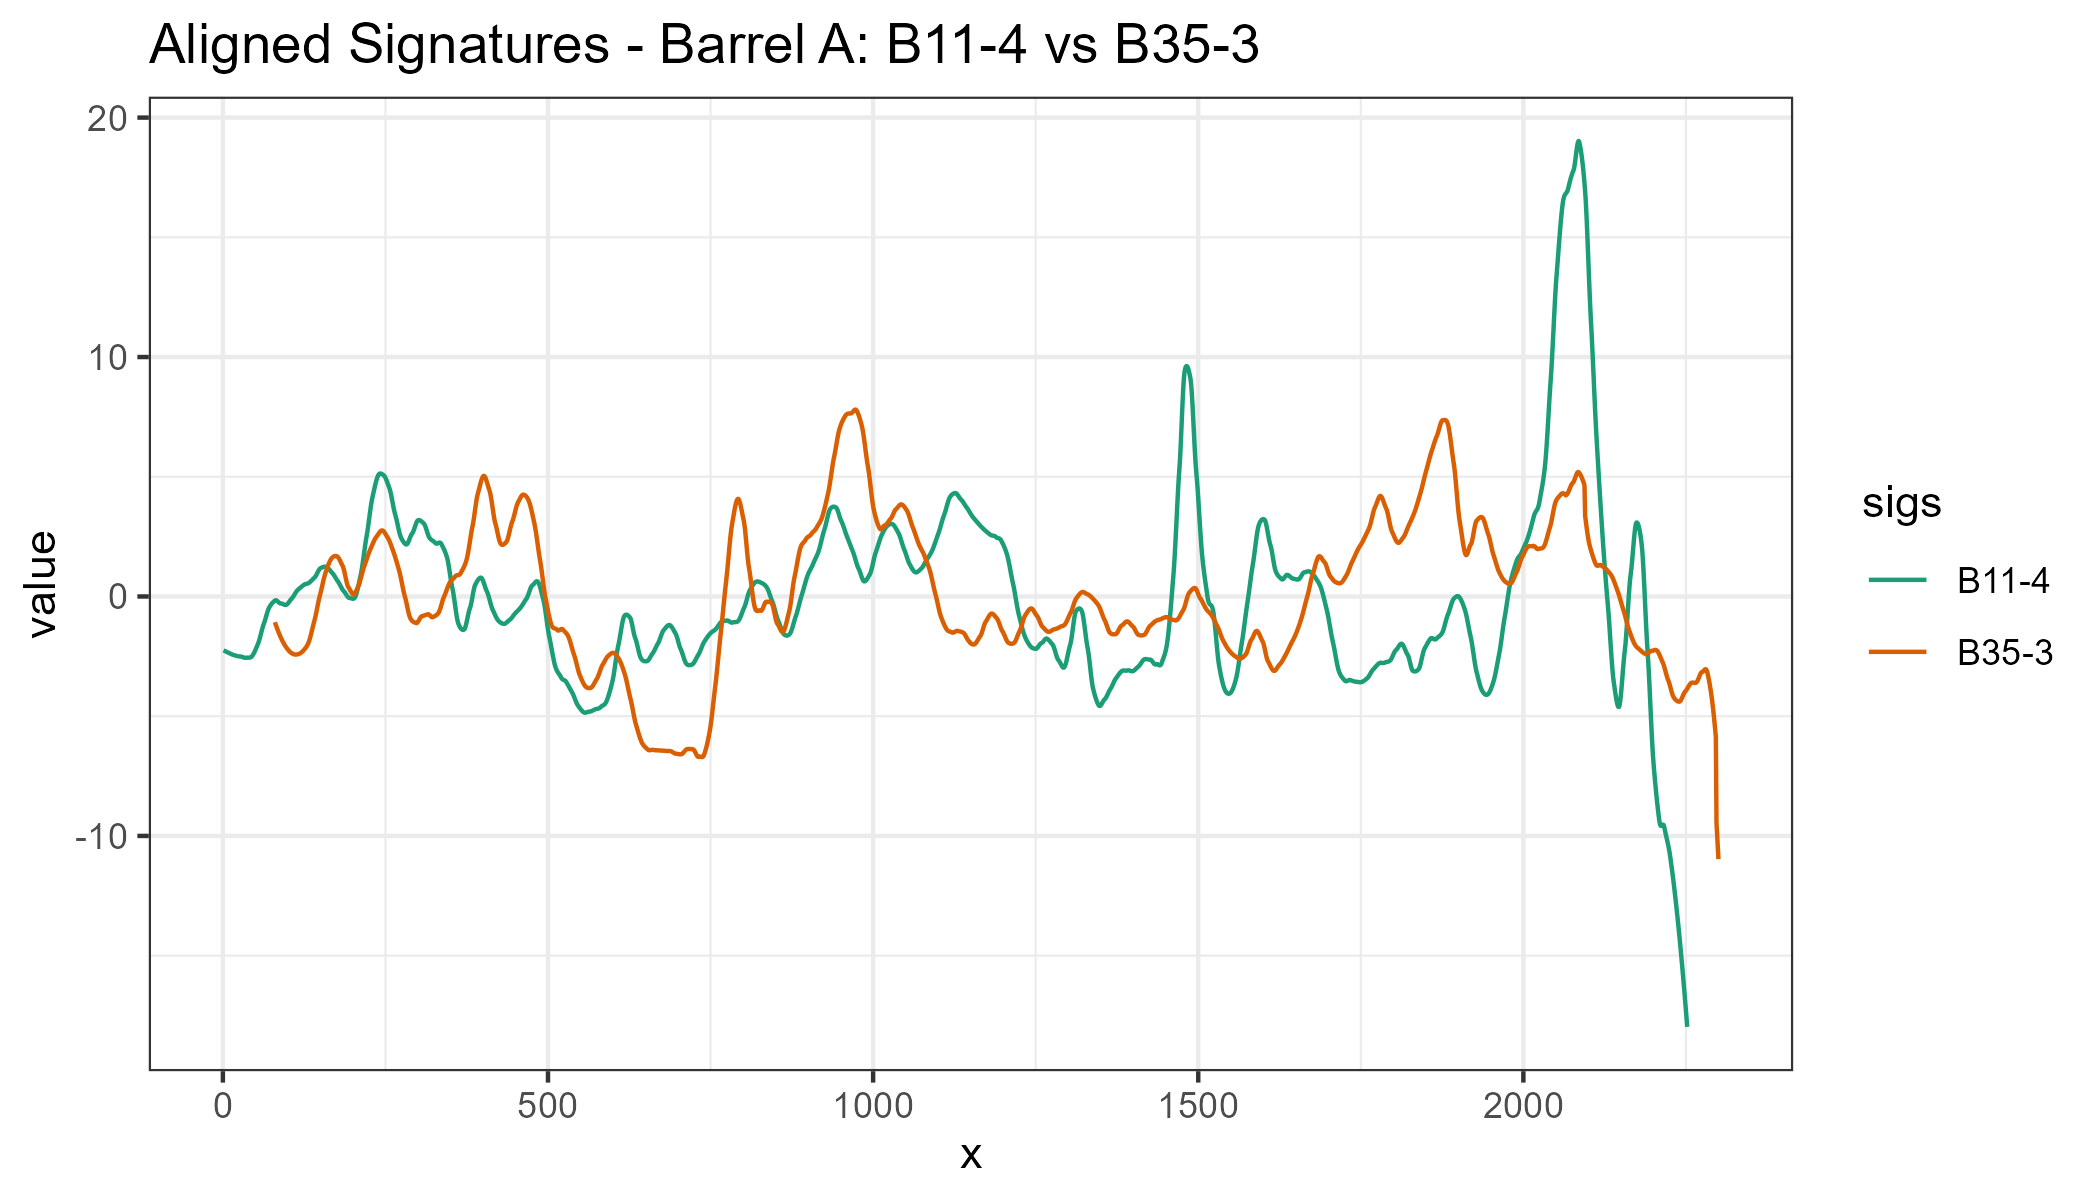 Aligned Signatures - Barrel A: B11-4 vs B35-3
20
10
0
-10
value
0 500 1000 1500 2000
x
sigs
B11-4
B35-3